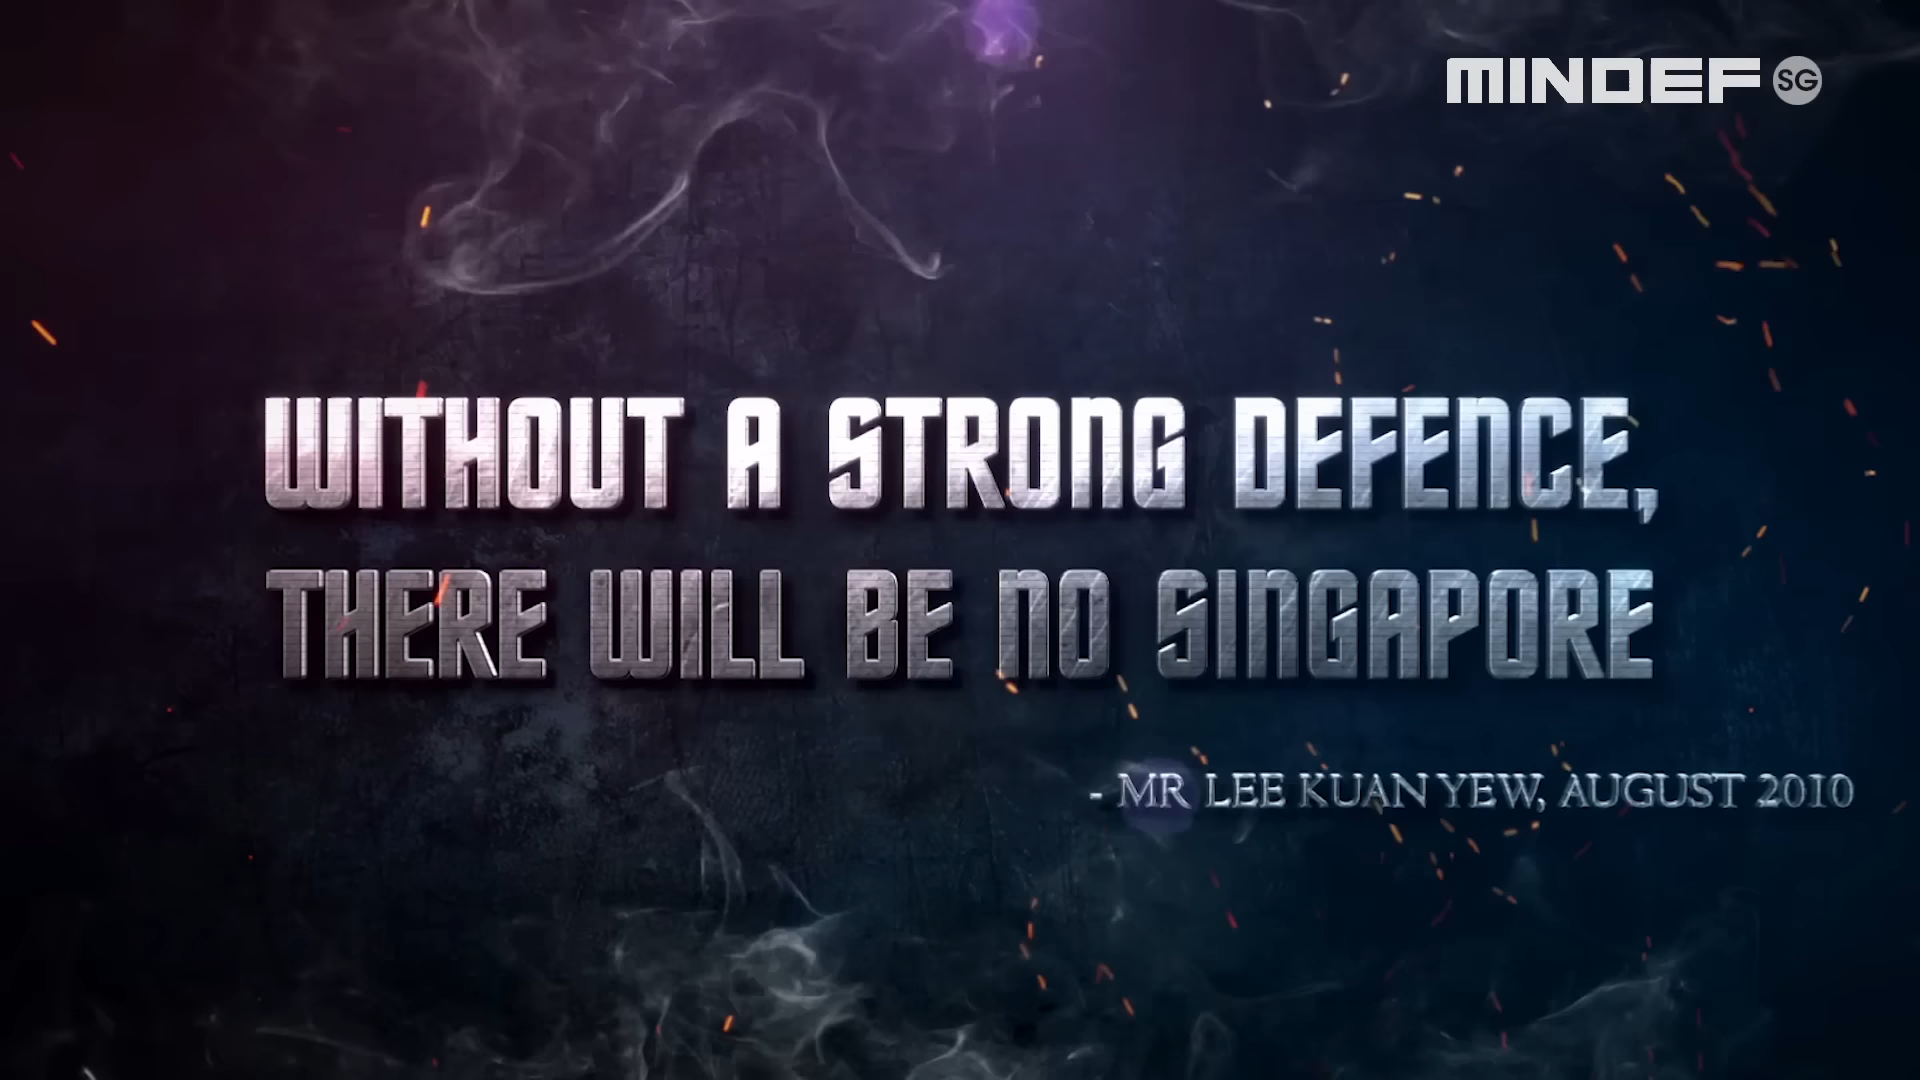 MINDEF SG
WITHOUT A STRONG DEFENCE,
THERE WILL BE NO SINGAPORE
- MR LEE KUAN YEW, AUGUST 2010